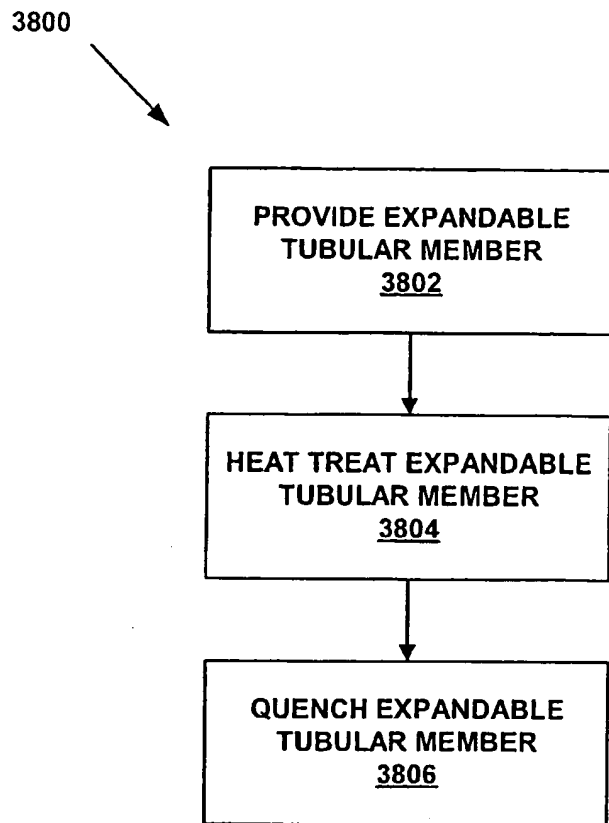 3800
PROVIDE EXPANDABLE
TUBULAR MEMBER
3802
HEAT TREAT EXPANDABLE
TUBULAR MEMBER
3804
QUENCH EXPANDABLE
TUBULAR MEMBER
3806